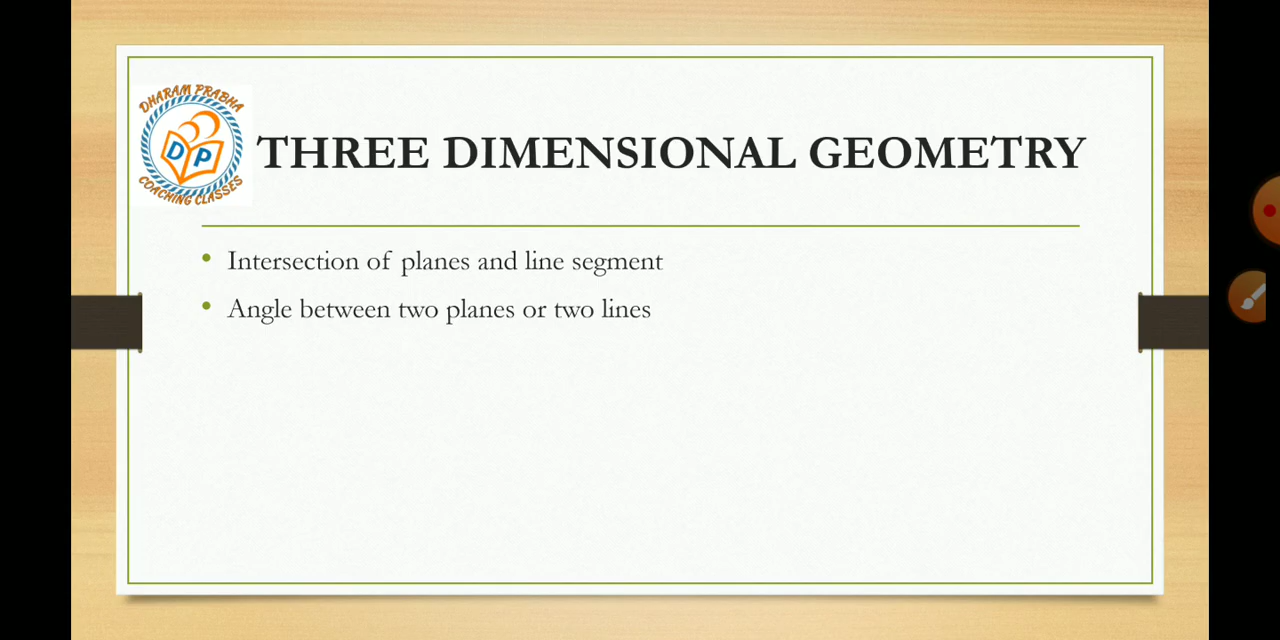 DHARAM PRABHA
D P
COACHING CLASSES
THREE DIMENSIONAL GEOMETRY
• Intersection of planes and line segment
• Angle between two planes or two lines